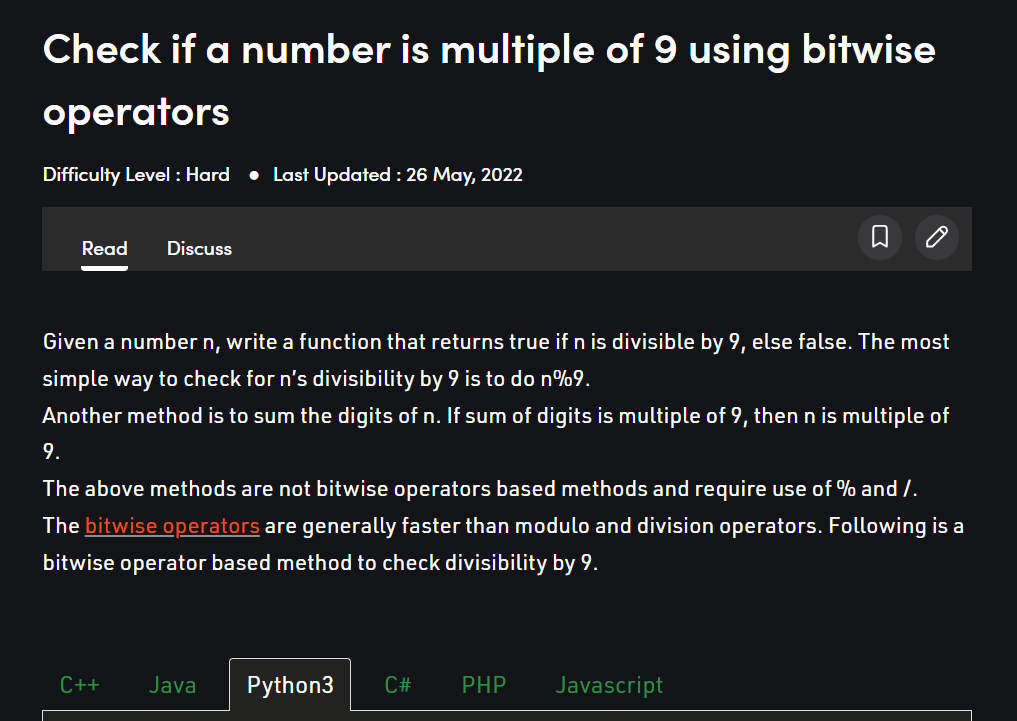 Check if a number is multiple of 9 using bitwise
operators
Difficulty Level : Hard ● Last Updated : 26 May, 2022
Read Discuss
Given a number n, write a function that returns true if n is divisible by 9, else false. The most
simple way to check for n’s divisibility by 9 is to do n%9.
Another method is to sum the digits of n. If sum of digits is multiple of 9, then n is multiple of
9.
The above methods are not bitwise operators based methods and require use of % and /.
The bitwise operators are generally faster than modulo and division operators. Following is a
bitwise operator based method to check divisibility by 9.
C++ Java Python3 C# PHP Javascript